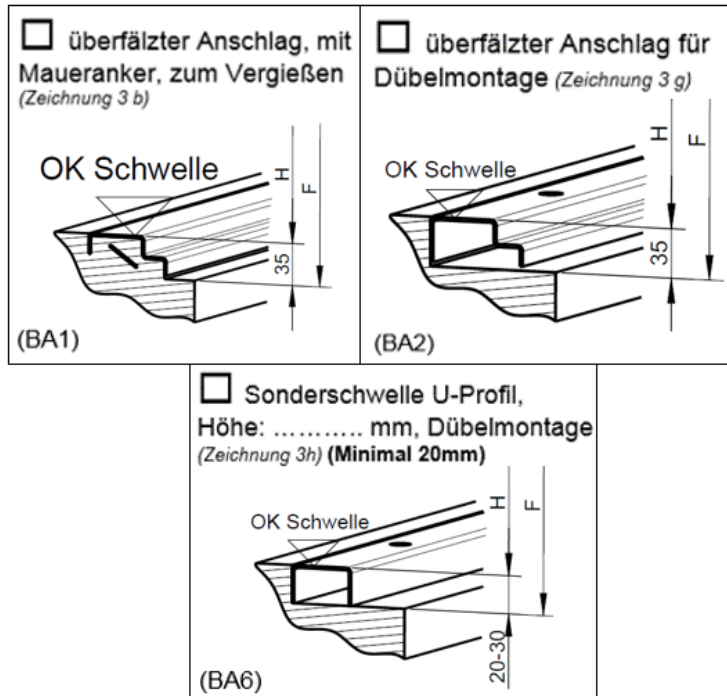 überfälzter Anschlag, mit
Maueranker, zum Vergießen
(Zeichnung 3 b)
OK Schwelle
H
F
35
(BA1)
überfälzter Anschlag für
Dübelmontage (Zeichnung 3 g)
OK Schwelle
H
F
35
(BA2)
Sonderschwelle U-Profil,
Höhe: ........... mm, Dübelmontage
(Zeichnung 3h) (Minimal 20mm)
OK Schwelle
H
F
20-30
(BA6)